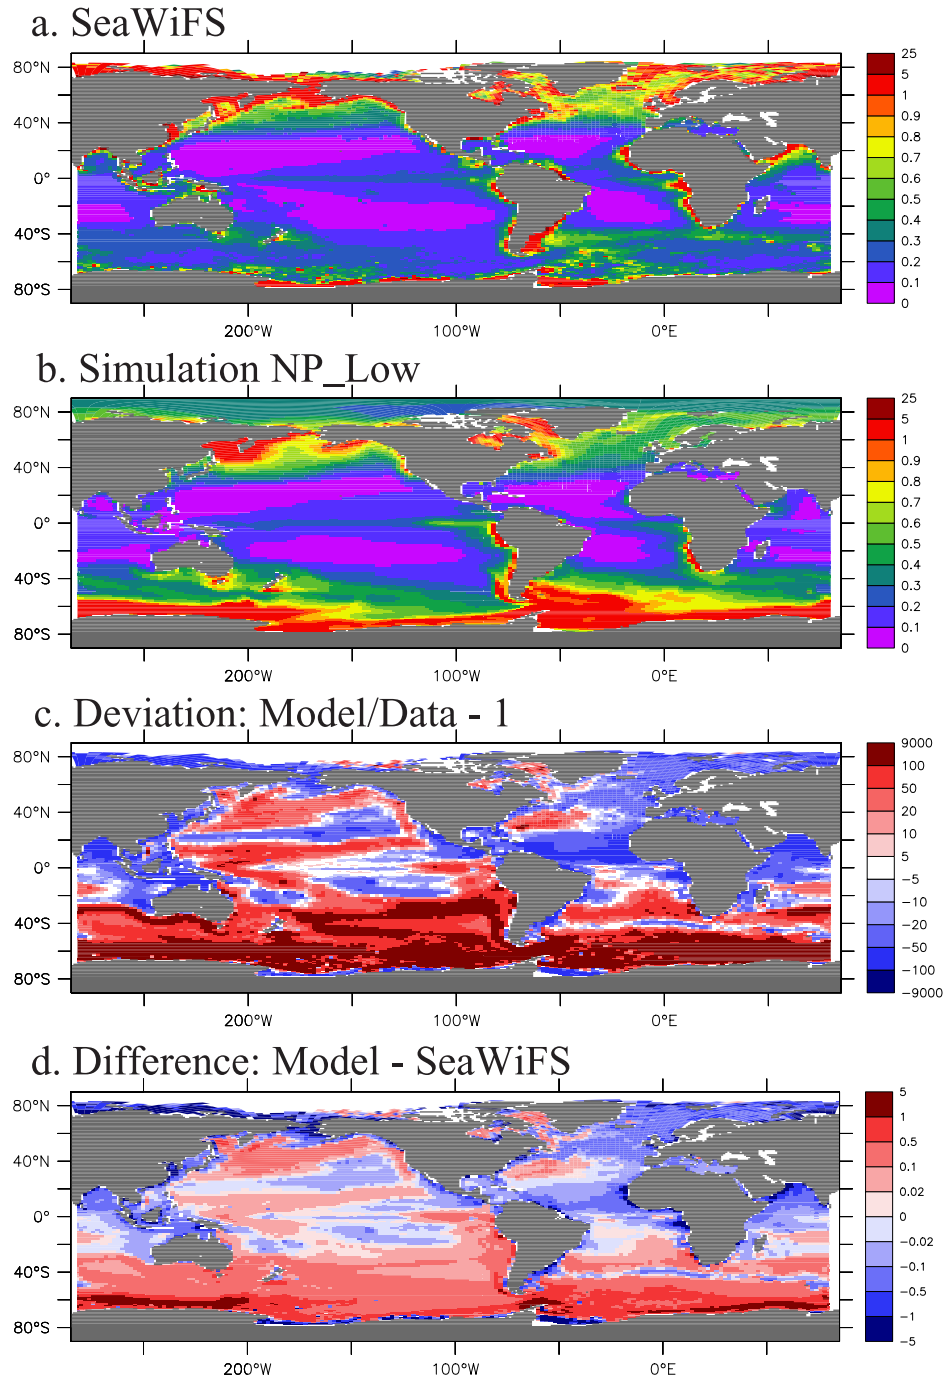 a. SeaWiFS
80°N
40°N
0°
40°S
80°S
200°W
100°W
0°E
25
5
1
0.9
0.8
0.7
0.6
0.5
0.4
0.3
0.2
0.1
0
b. Simulation NP_Low
80°N
40°N
0°
40°S
80°S
200°W
100°W
0°E
25
5
1
0.9
0.8
0.7
0.6
0.5
0.4
0.3
0.2
0.1
0
c. Deviation: Model/Data - 1
80°N
40°N
0°
40°S
80°S
200°W
100°W
0°E
9000
100
50
20
10
5
-5
-10
-20
-50
-100
-9000
d. Difference: Model - SeaWiFS
80°N
40°N
0°
40°S
80°S
200°W
100°W
0°E
5
1
0.5
0.1
0.02
0
-0.02
-0.1
-0.5
-1
-5